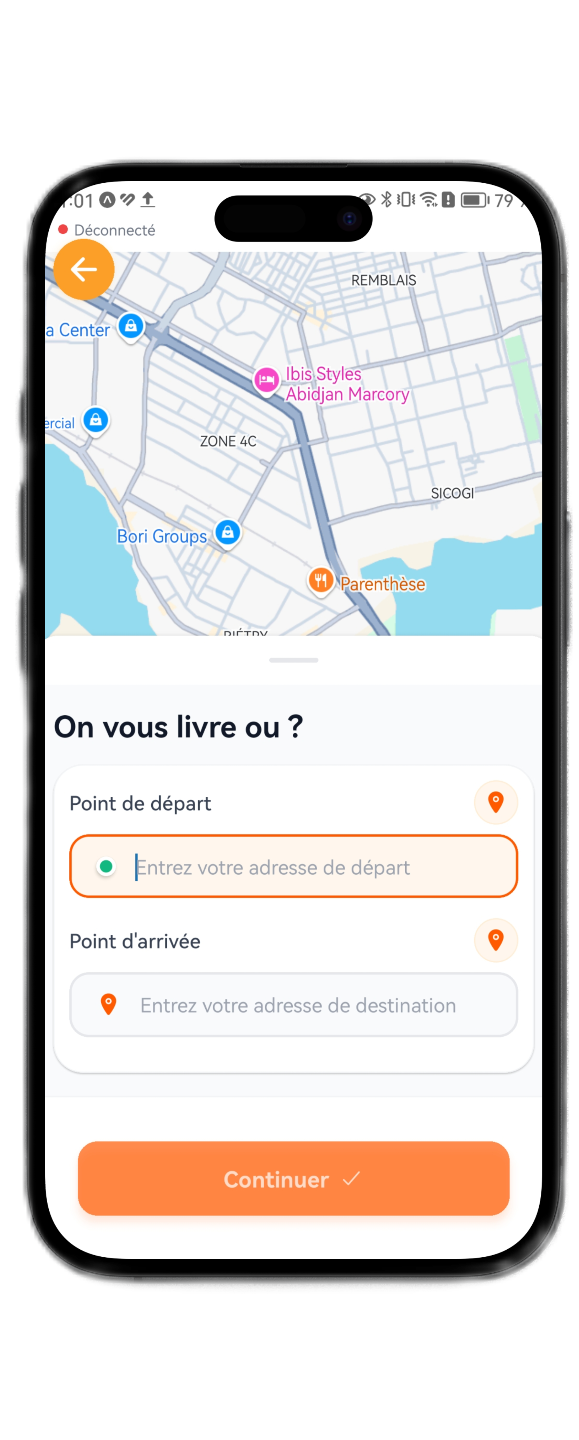 :01
79
Déconnecté
REMBLAIS
a Center
Ibis Styles
Abidjan Marcory
ercial
ZONE 4C
SICOGI
Bori Groups
Parenthèse
BIÉTRY
On vous livre ou ?
Point de départ
Entrez votre adresse de départ
Point d'arrivée
Entrez votre adresse de destination
Continuer